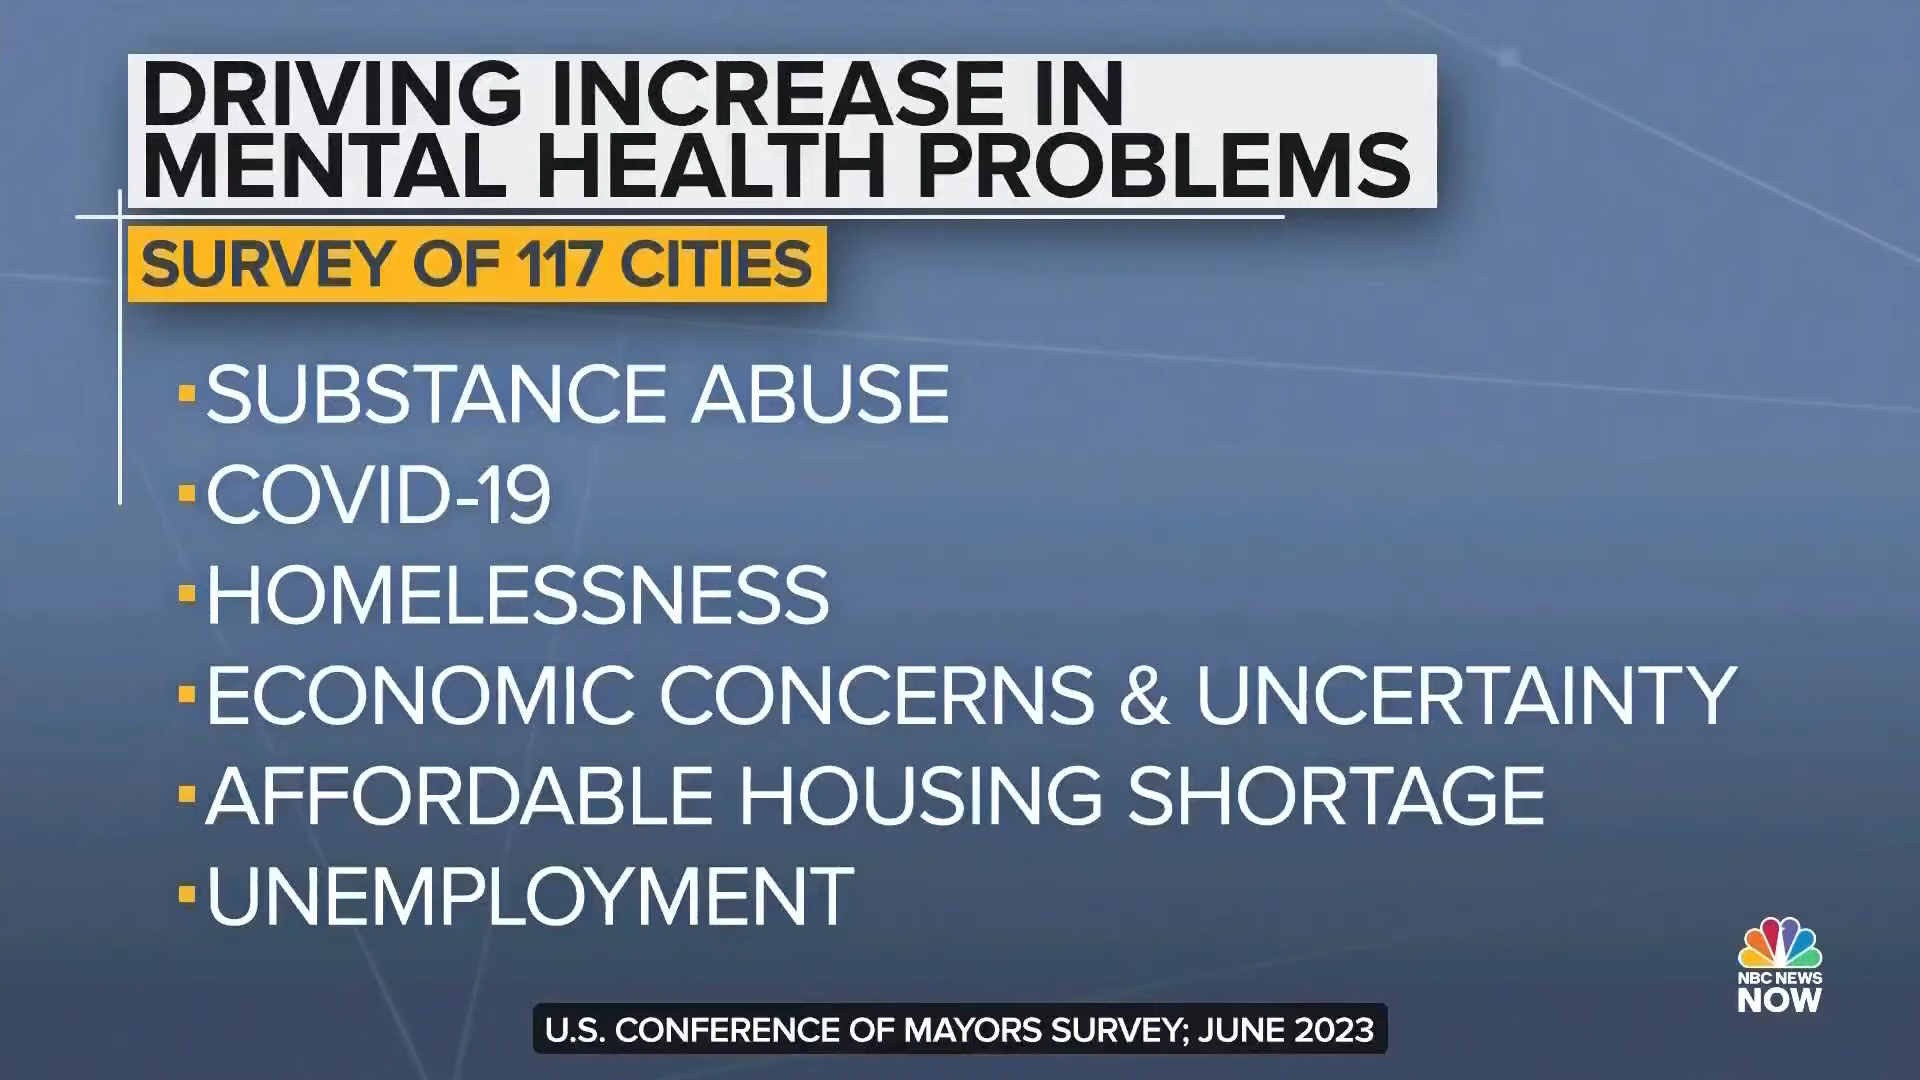 DRIVING INCREASE IN
MENTAL HEALTH PROBLEMS
SURVEY OF 117 CITIES
SUBSTANCE ABUSE
COVID-19
HOMELESSNESS
ECONOMIC CONCERNS & UNCERTAINTY
AFFORDABLE HOUSING SHORTAGE
UNEMPLOYMENT
NBC NEWS
NOW
U.S. CONFERENCE OF MAYORS SURVEY; JUNE 2023